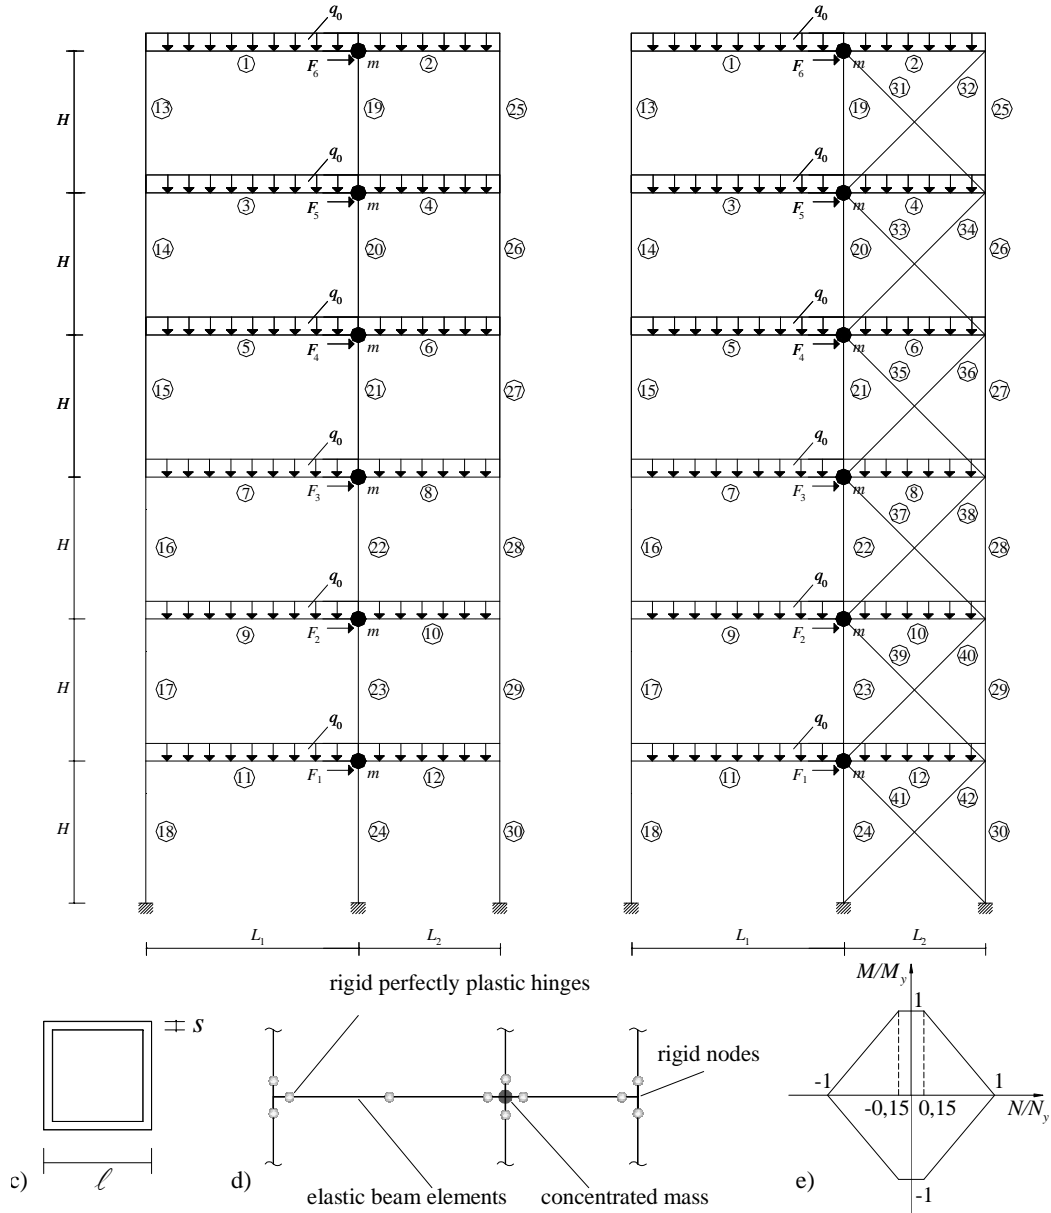 q0 q0
1 F6 m 2 1 F6 m 2
31 32
H 13 19 25 13 19 25
q0 q0
3 F5 m 4 3 F5 m 4
33 34
H 14 20 26 14 20 26
q0 q0
5 F4 m 6 5 F4 m 6
35 36
H 15 21 27 15 21 27
q0 q0
7 F3 m 8 7 F3 m 8
37 38
H 16 22 28 16 22 28
q0 q0
9 F2 m 10 9 F2 m 10
39 40
H 17 23 29 17 23 29
q0 q0
11 F1 m 12 11 F1 m 12
41 42
H 18 24 30 18 24 30
L1 L2 L1 L2
rigid perfectly plastic hinges
M/My
S
1
rigid nodes
-1 1
-0,15 0,15 N/Ny
c) ℓ d) elastic beam elements concentrated mass e)
-1